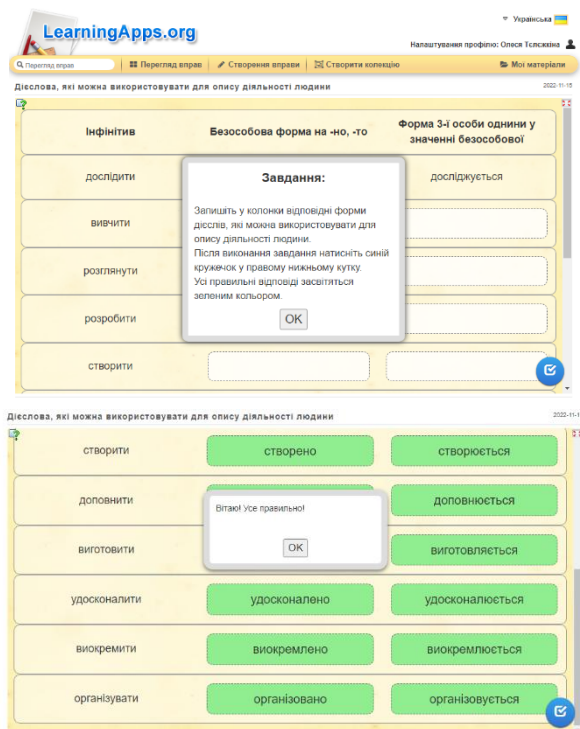 LearningApps.org
Українська
Налаштування профілю: Олеся Телєжкіна
Перегляд вправ
Перегляд вправ
Створення вправи
Створити колекцію
Мої матеріали
Дієслова, які можна використовувати для опису діяльності людини
2022-11-15
Інфінітив
Безособова форма на -но, -то
Форма 3-ї особи однини у
значенні безособової
дослідити
досліджується
вивчити
розглянути
розробити
створити
Завдання:
Запишіть у колонки відповідні форми
дієслів, які можна використовувати для
опису діяльності людини.
Після виконання завдання натисніть синій
кружечок у правому нижньому кутку.
Усі правильні відповіді засвітяться
зеленим кольором.
OK
Дієслова, які можна використовувати для опису діяльності людини
2022-11-1
створити
створено
створюється
доповнити
доповнюється
Вітаю! Усе правильно!
OK
виготовити
виготовляється
удосконалити
удосконалено
удосконалюється
виокремити
виокремлено
виокремлюється
організувати
організовано
організовується